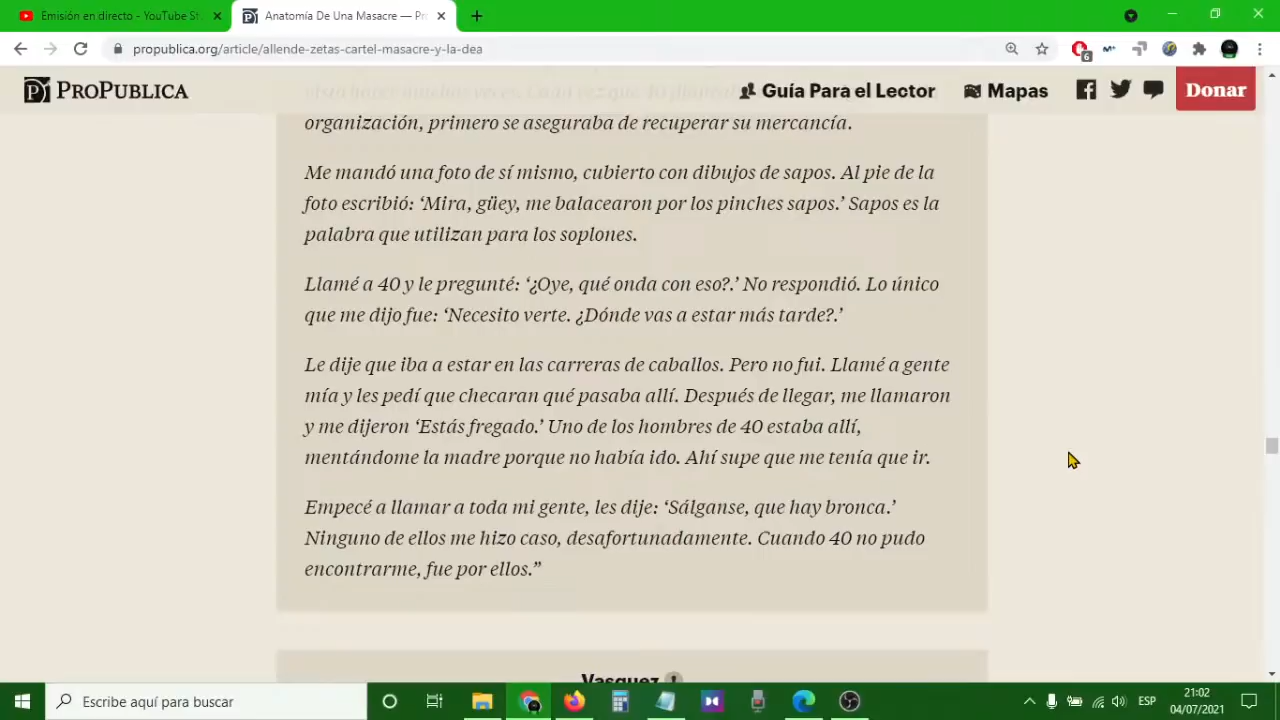 Emisión en directo - YouTube St
Anatomía De Una Masacre — Pr
propublica.org/article/allende-zetas-cartel-masacre-y-la-dea
6
PROPUBLICA
Guía Para el Lector
Mapas
Donar
organización, primero se aseguraba de recuperar su mercancía.
Me mandó una foto de sí mismo, cubierto con dibujos de sapos. Al pie de la
foto escribió: ‘Mira, güey, me balacearon por los pinches sapos.’ Sapos es la
palabra que utilizan para los soplones.
Llamé a 40 y le pregunté: ‘¿Oye, qué onda con eso?.’ No respondió. Lo único
que me dijo fue: ‘Necesito verte. ¿Dónde vas a estar más tarde?.’
Le dije que iba a estar en las carreras de caballos. Pero no fui. Llamé a gente
mía y les pedí que checaran qué pasaba allí. Después de llegar, me llamaron
y me dijeron ‘Estás fregado.’ Uno de los hombres de 40 estaba allí,
mentándome la madre porque no había ido. Ahí supe que me tenía que ir.
Empecé a llamar a toda mi gente, les dije: ‘Sálganse, que hay bronca.’
Ninguno de ellos me hizo caso, desafortunadamente. Cuando 40 no pudo
encontrarme, fue por ellos.”
Vasquez
Escribe aquí para buscar
ESP
21:02
04/07/2021